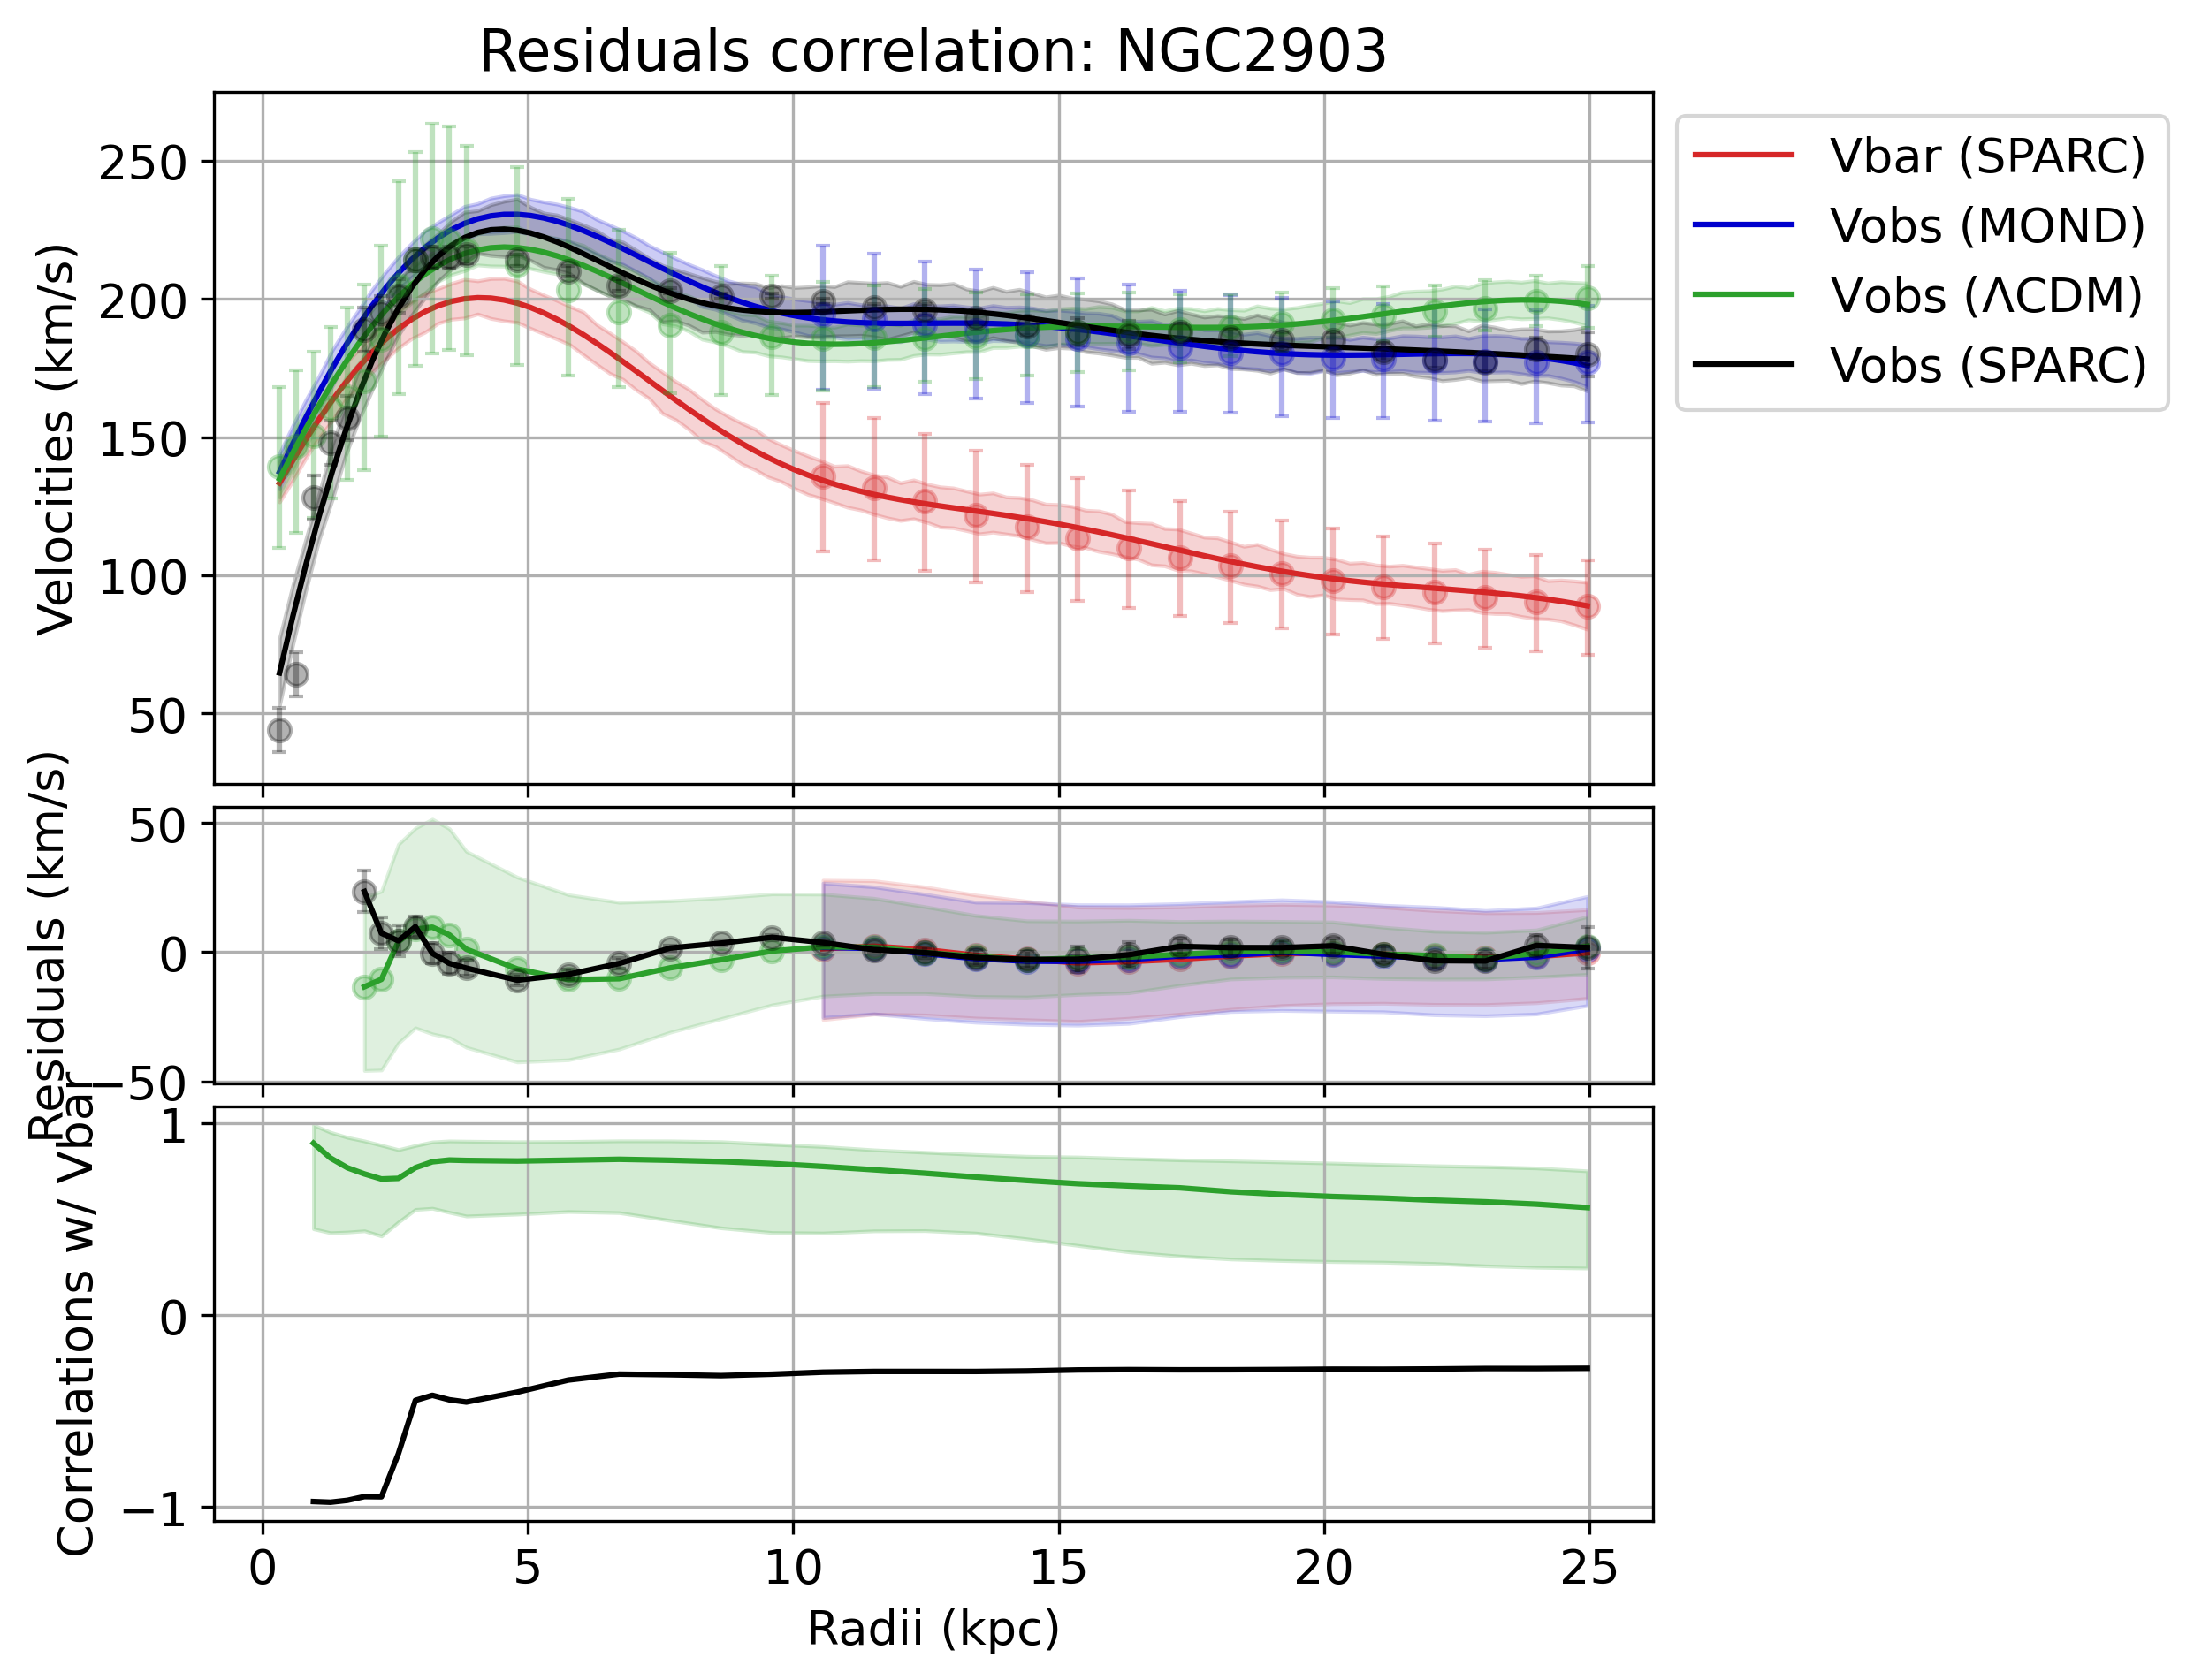 Residuals correlation: NGC2903
Velocities (km/s)
250
200
150
100
50
Vbar (SPARC)
Vobs (MOND)
Vobs (ΛCDM)
Vobs (SPARC)
Residuals (km/s)
50
0
−50
Correlations w/ Vbar
1
0
−1
0 5 10 15 20 25
Radii (kpc)